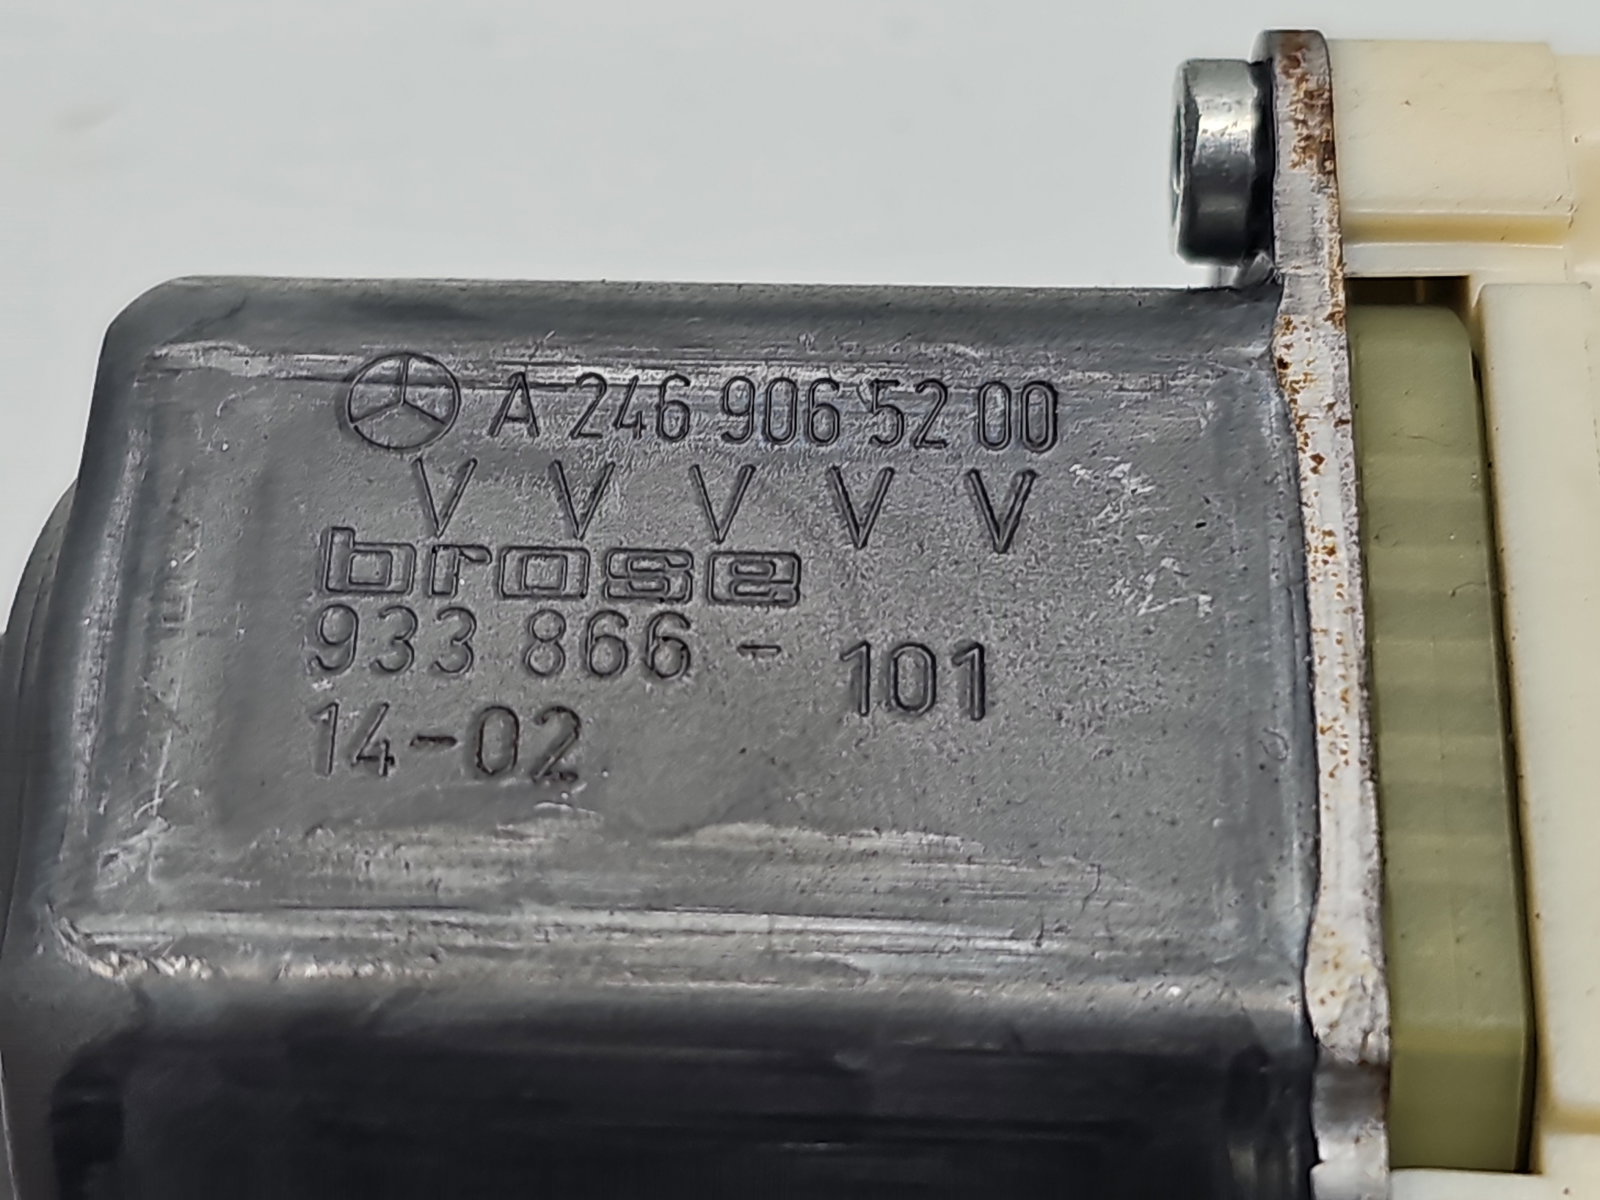 A 246 906 52 00
V V V V V
brose
933 866 - 101
14-02